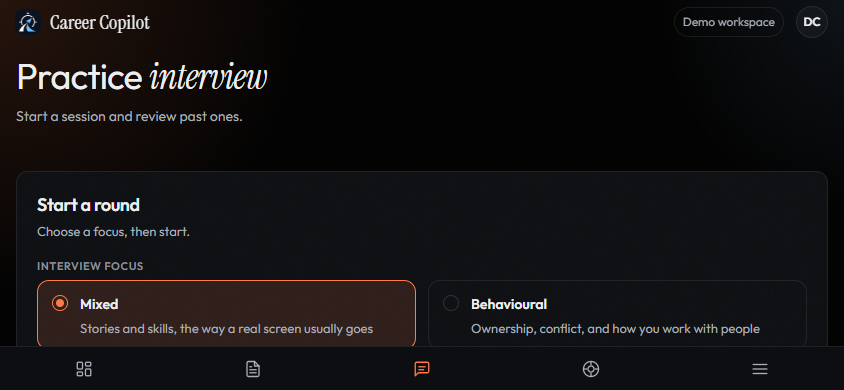 Career Copilot
Demo workspace
DC
Practice interview
Start a session and review past ones.
Start a round
Choose a focus, then start.
INTERVIEW FOCUS
Mixed
Stories and skills, the way a real screen usually goes
Behavioural
Ownership, conflict, and how you work with people